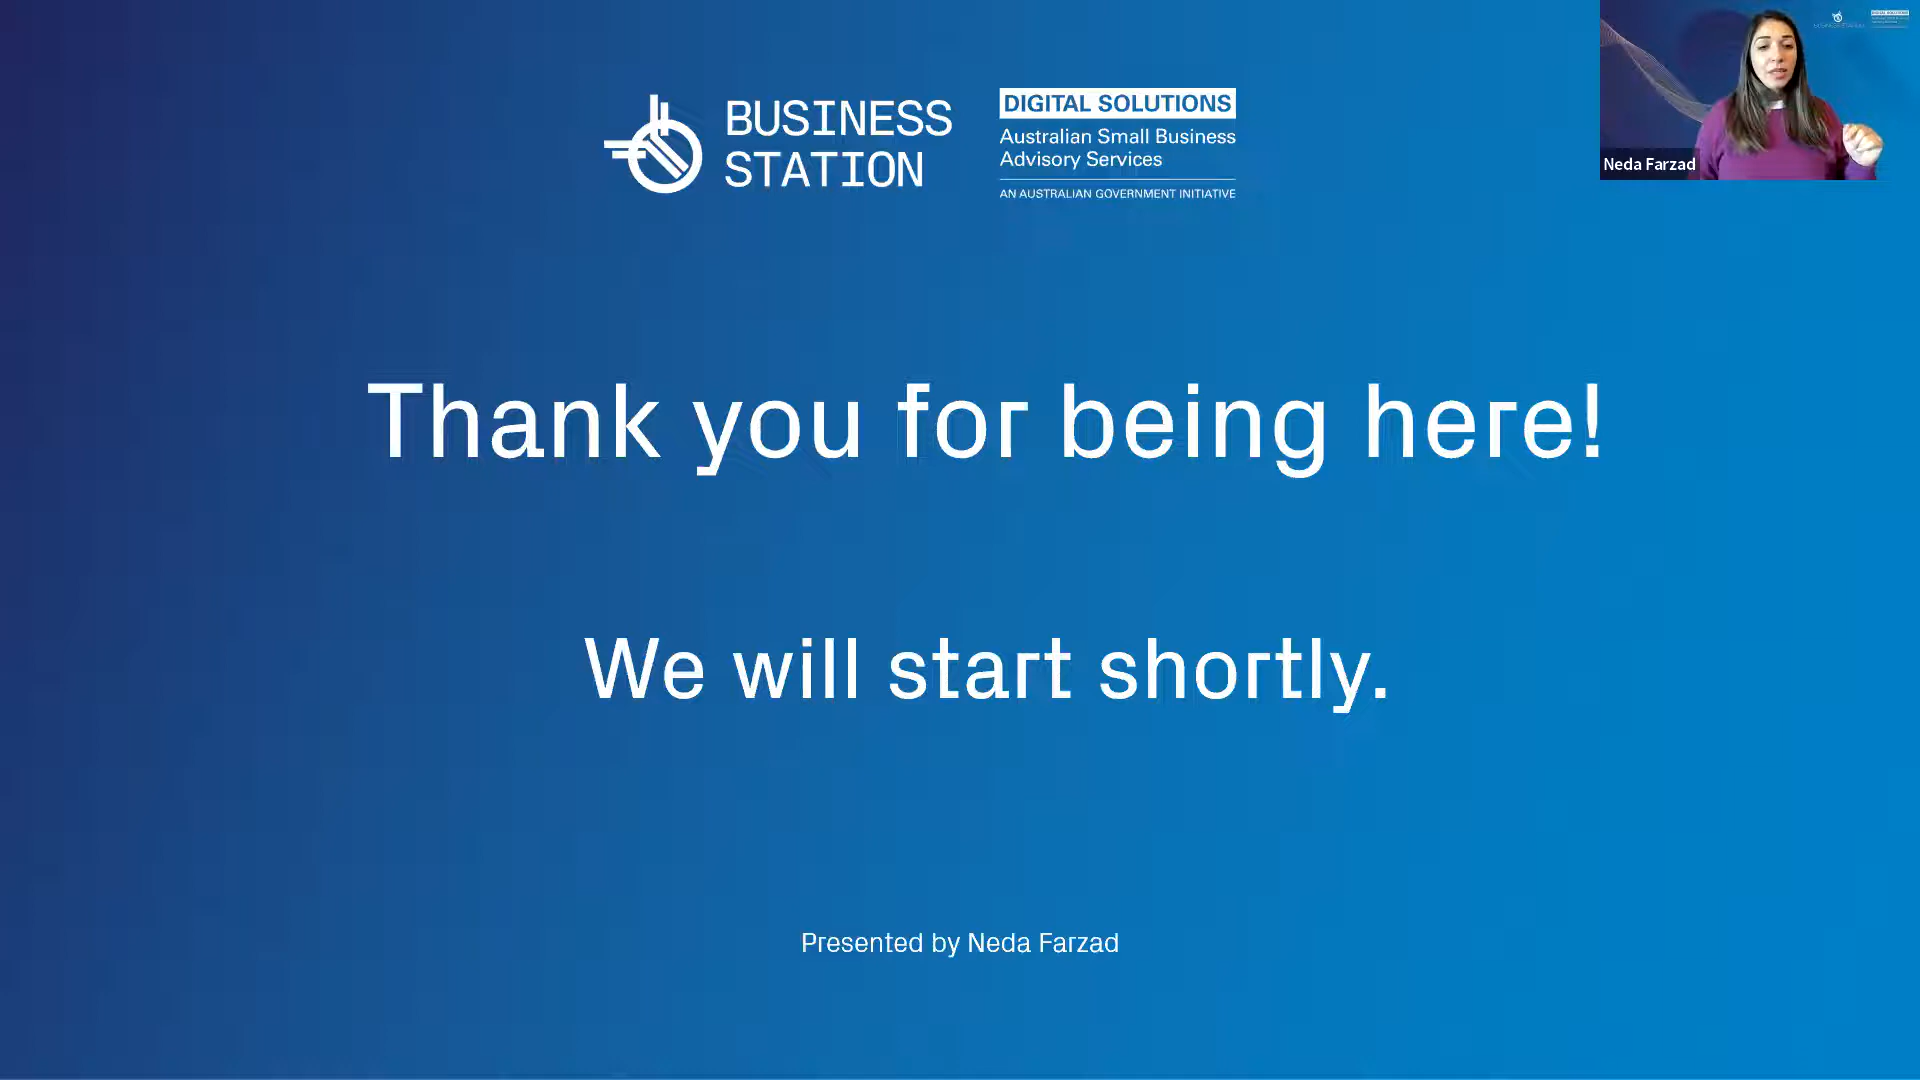 BUSINESS
STATION
DIGITAL SOLUTIONS
Australian Small Business
Advisory Services
AN AUSTRALIAN GOVERNMENT INITIATIVE
Neda Farzad
Thank you for being here!
We will start shortly.
Presented by Neda Farzad